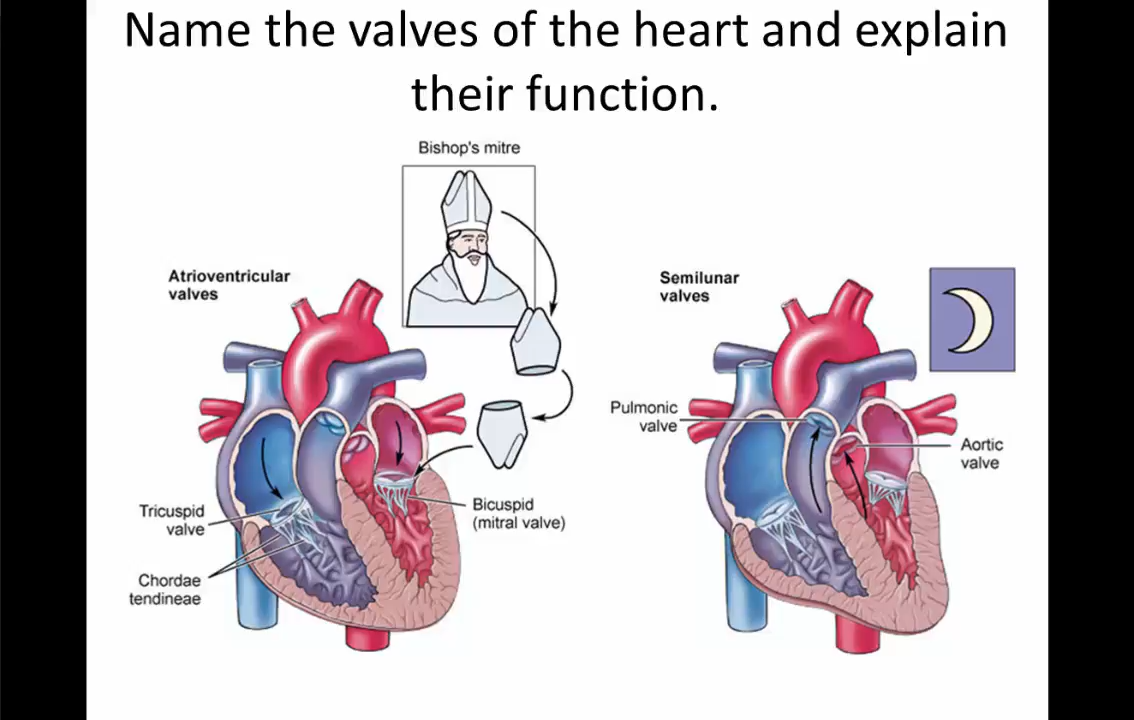 Name the valves of the heart and explain
their function.
Bishop's mitre
Atrioventricular
valves
Semilunar
valves
Pulmonic
valve
Aortic
valve
Tricuspid
valve
Bicuspid
(mitral valve)
Chordae
tendineae